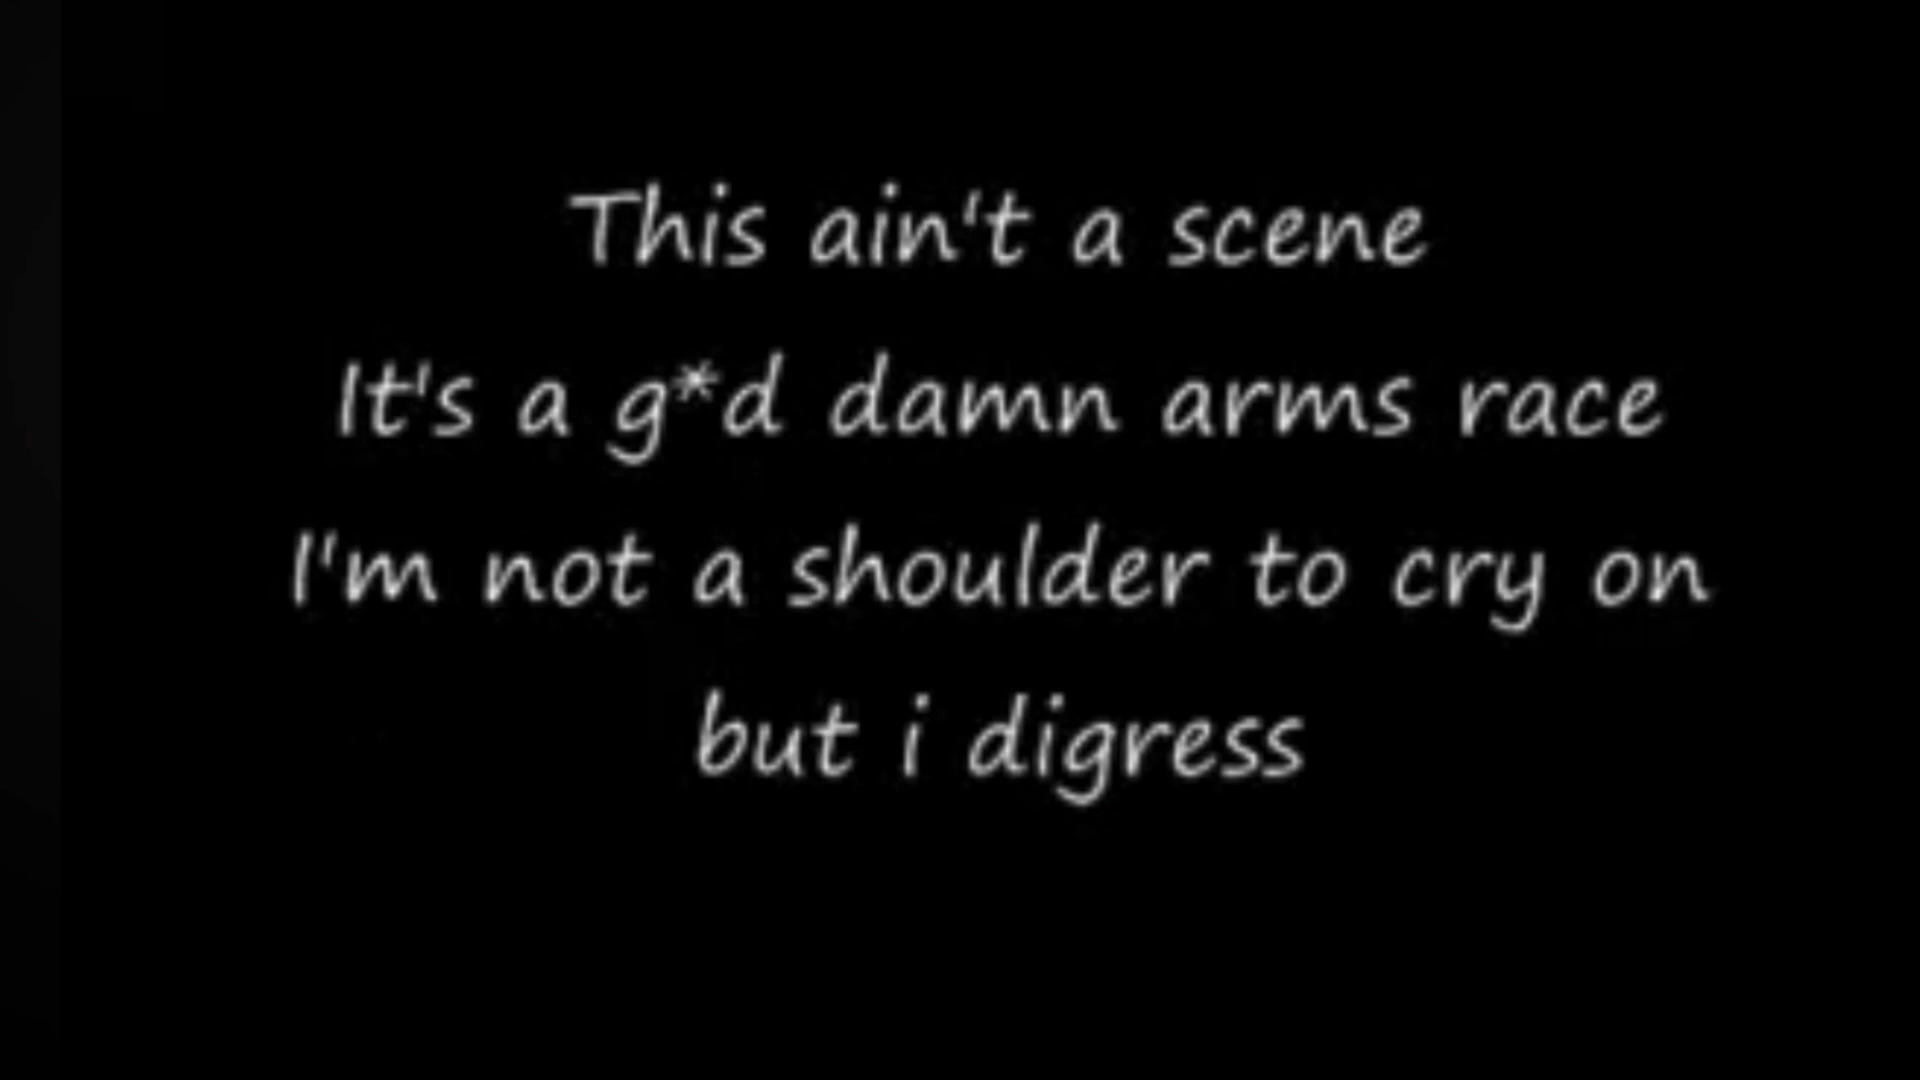 This ain't a scene
It's a g*d damn arms race
I'm not a shoulder to cry on
but i digress